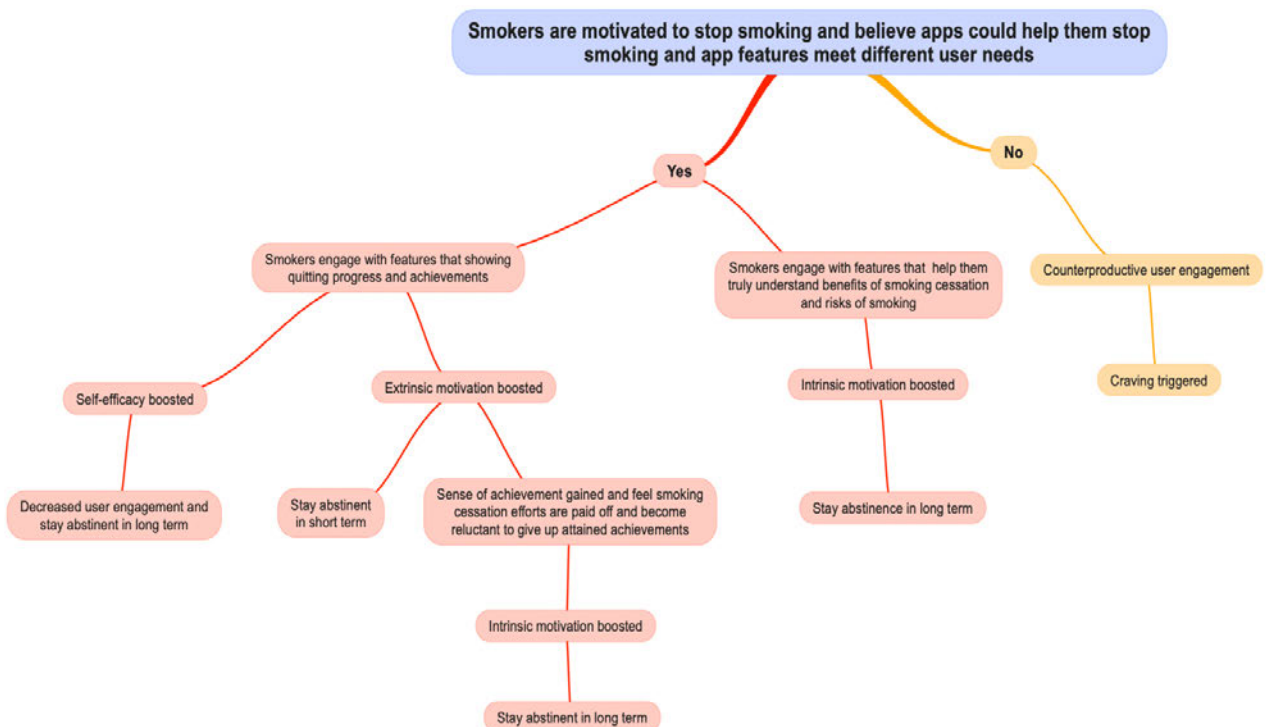 Smokers are motivated to stop smoking and believe apps could help them stop
smoking and app features meet different user needs
Yes
No
Smokers engage with features that showing
quitting progress and achievements
Smokers engage with features that help them
truly understand benefits of smoking cessation
and risks of smoking
Counterproductive user engagement
Self-efficacy boosted
Extrinsic motivation boosted
Intrinsic motivation boosted
Craving triggered
Decreased user engagement and
stay abstinent in long term
Stay abstinent
in short term
Sense of achievement gained and feel smoking
cessation efforts are paid off and become
reluctant to give up attained achievements
Stay abstinence in long term
Intrinsic motivation boosted
Stay abstinent in long term